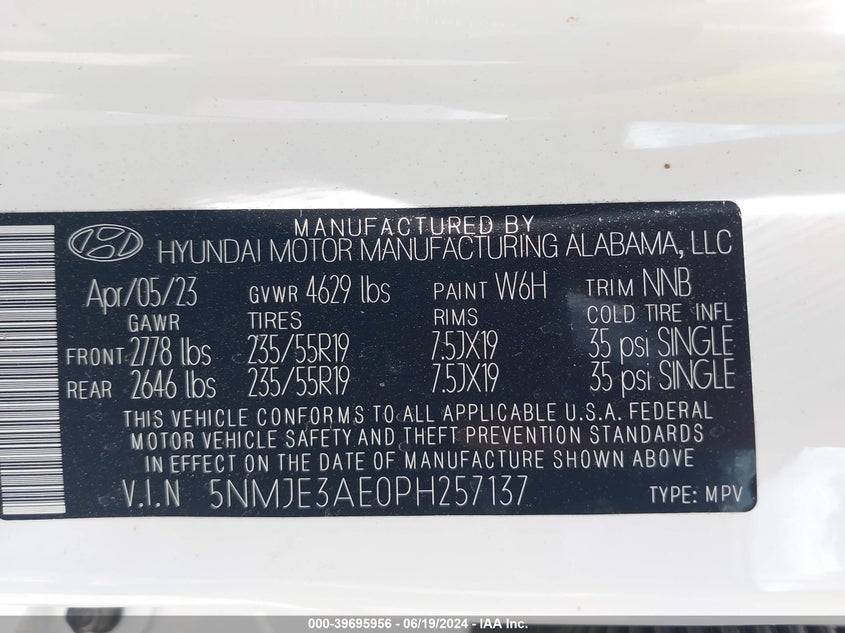 MANUFACTURED BY
HYUNDAI MOTOR MANUFACTURING ALABAMA, LLC
Apr/05/23 GVWR 4629 lbs PAINT W6H TRIM NNB
GAWR TIRES RIMS COLD TIRE INFL
FRONT 2778 lbs 235/55R19 7.5JX19 35 psi SINGLE
REAR 2646 lbs 235/55R19 7.5JX19 35 psi SINGLE
THIS VEHICLE CONFORMS TO ALL APPLICABLE U.S.A. FEDERAL
MOTOR VEHICLE SAFETY AND THEFT PREVENTION STANDARDS
IN EFFECT ON THE DATE OF MANUFACTURE SHOWN ABOVE
V.I.N 5NMJE3AE0PH257137 TYPE: MPV
000-39695956 - 06/19/2024 - IAA Inc.